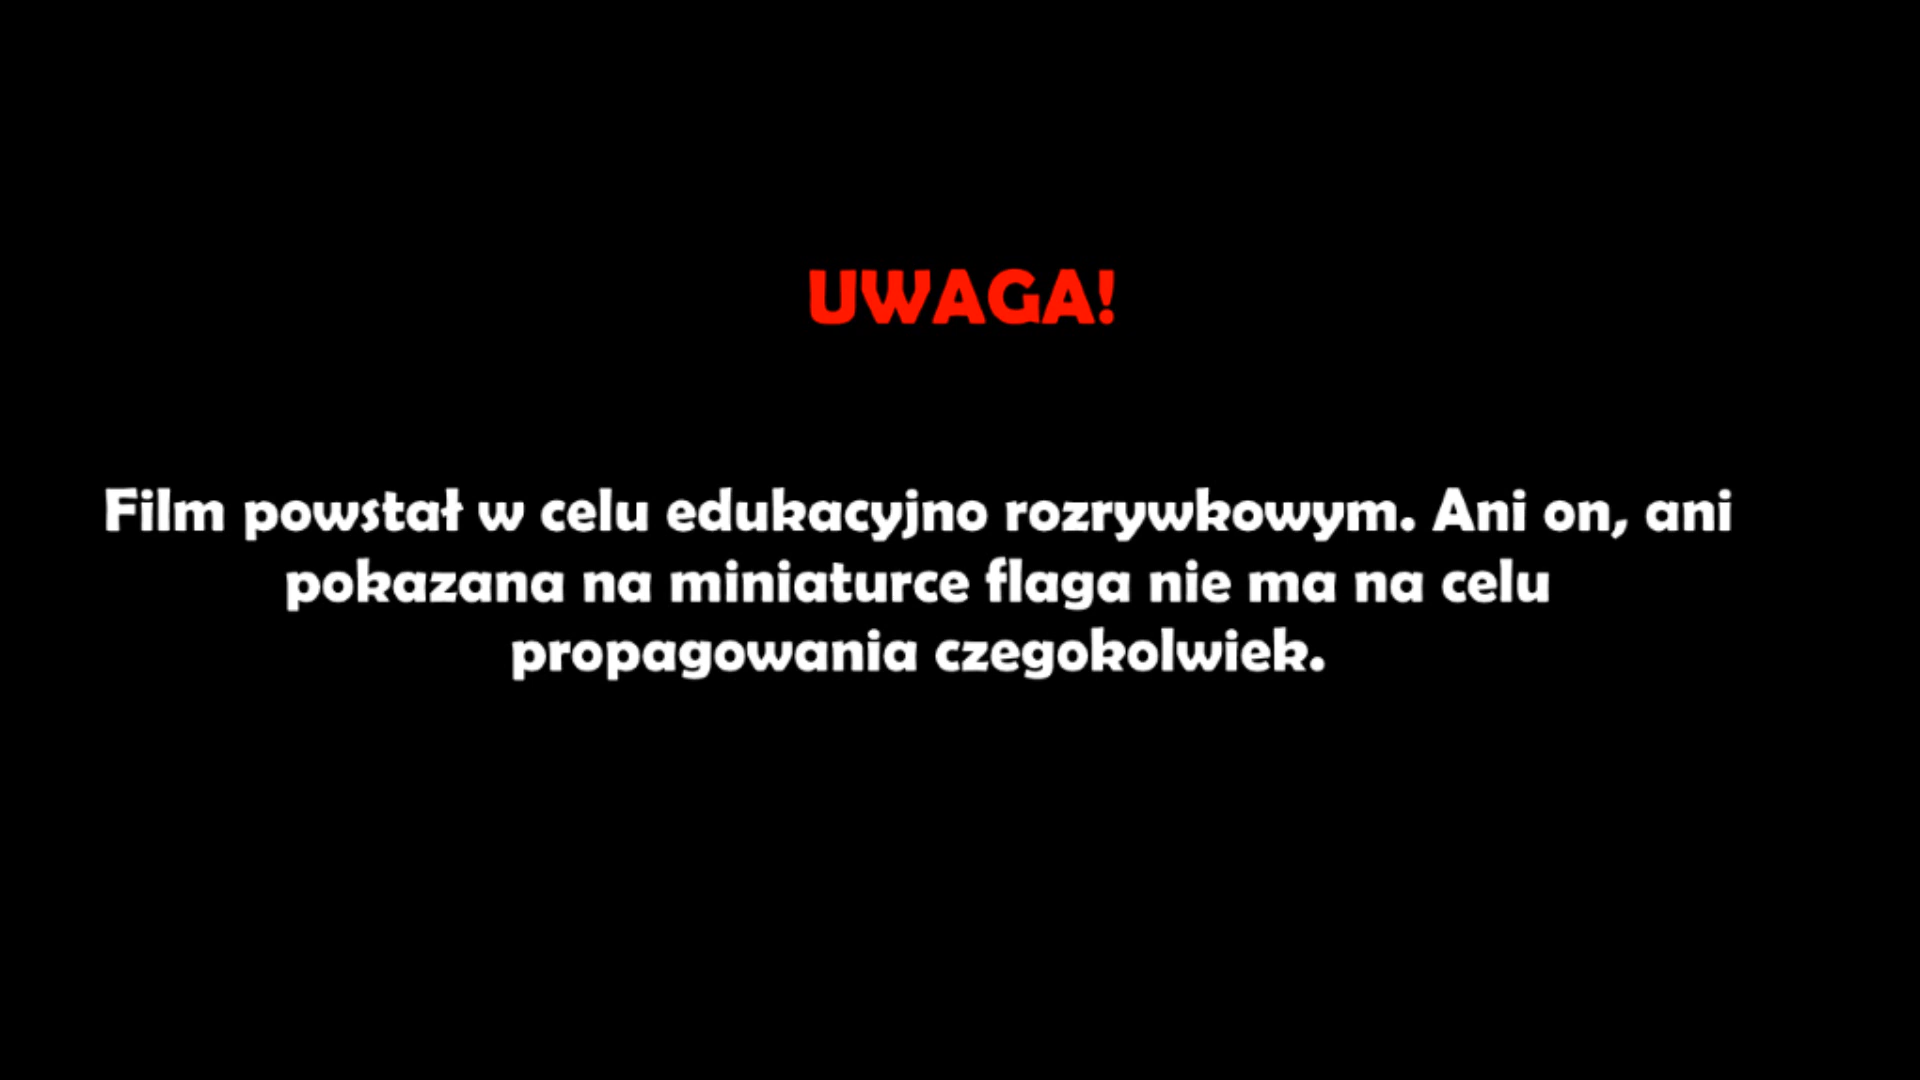 UWAGA!
Film powstał w celu edukacyjno rozrywkowym. Ani on, ani
pokazana na miniaturce flaga nie ma na celu
propagowania czegokolwiek.